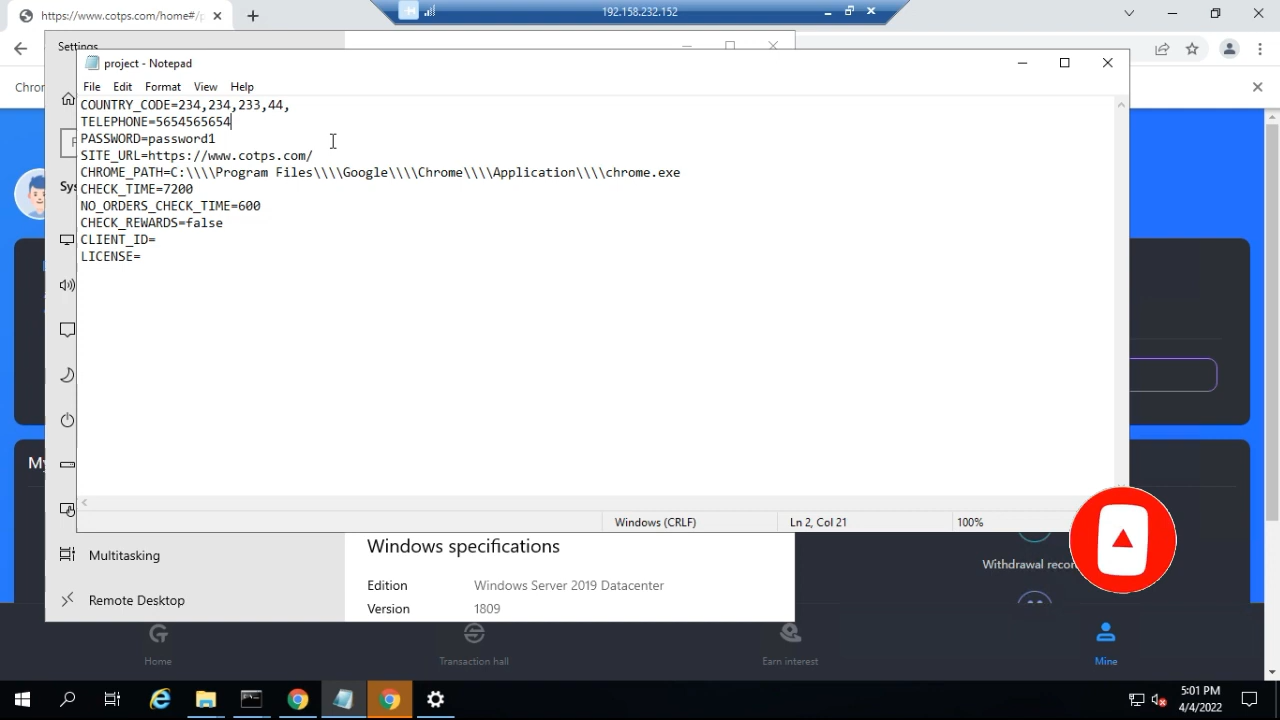 https://www.cotps.com/home#/p
192.158.232.152
Settings
project - Notepad
File Edit Format View Help
Chron
COUNTRY_CODE=234,234,233,44,
TELEPHONE=5654565654
PASSWORD=password1
SITE_URL=https://www.cotps.com/
CHROME_PATH=C:\\\\Program Files\\\\Google\\\\Chrome\\\\Application\\\\chrome.exe
CHECK_TIME=7200
NO_ORDERS_CHECK_TIME=600
CHECK_REWARDS=false
CLIENT_ID=
LICENSE=
Sys
My
Windows (CRLF) Ln 2, Col 21 100%
Windows specifications
Multitasking
Edition Windows Server 2019 Datacenter
Remote Desktop
Version 1809
Withdrawal recor
Home Transaction hall Earn interest Mine
5:01 PM
4/4/2022